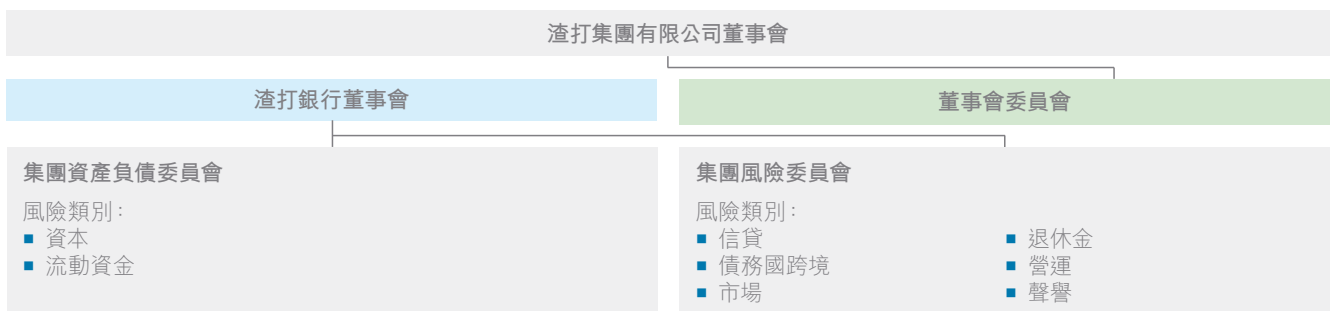 渣打集團有限公司董事會
渣打銀行董事會
董事會委員會
集團資產負債委員會
風險類別：
■ 資本
■ 流動資金
集團風險委員會
風險類別：
■ 信貸
■ 債務國跨境
■ 市場
■ 退休金
■ 營運
■ 聲譽